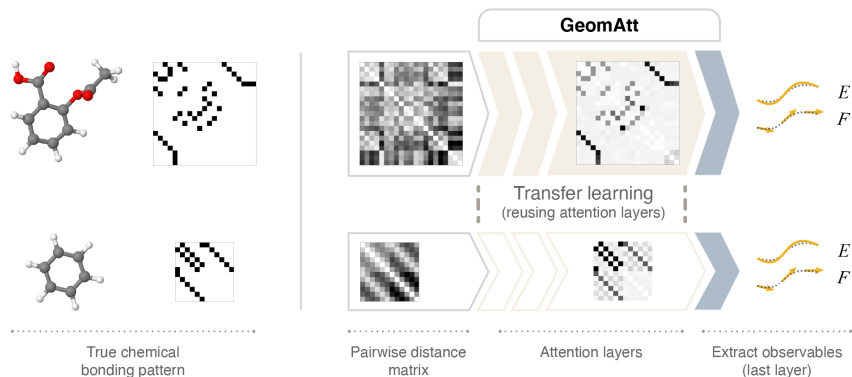 GeomAtt
E
F
Transfer learning
(reusing attention layers)
E
F
True chemical
bonding pattern
Pairwise distance
matrix
Attention layers
Extract observables
(last layer)